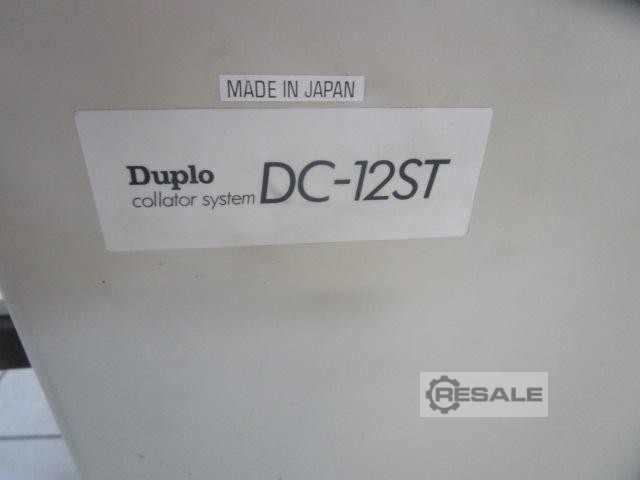 MADE IN JAPAN
Duplo
collator system DC-12ST
RESALE